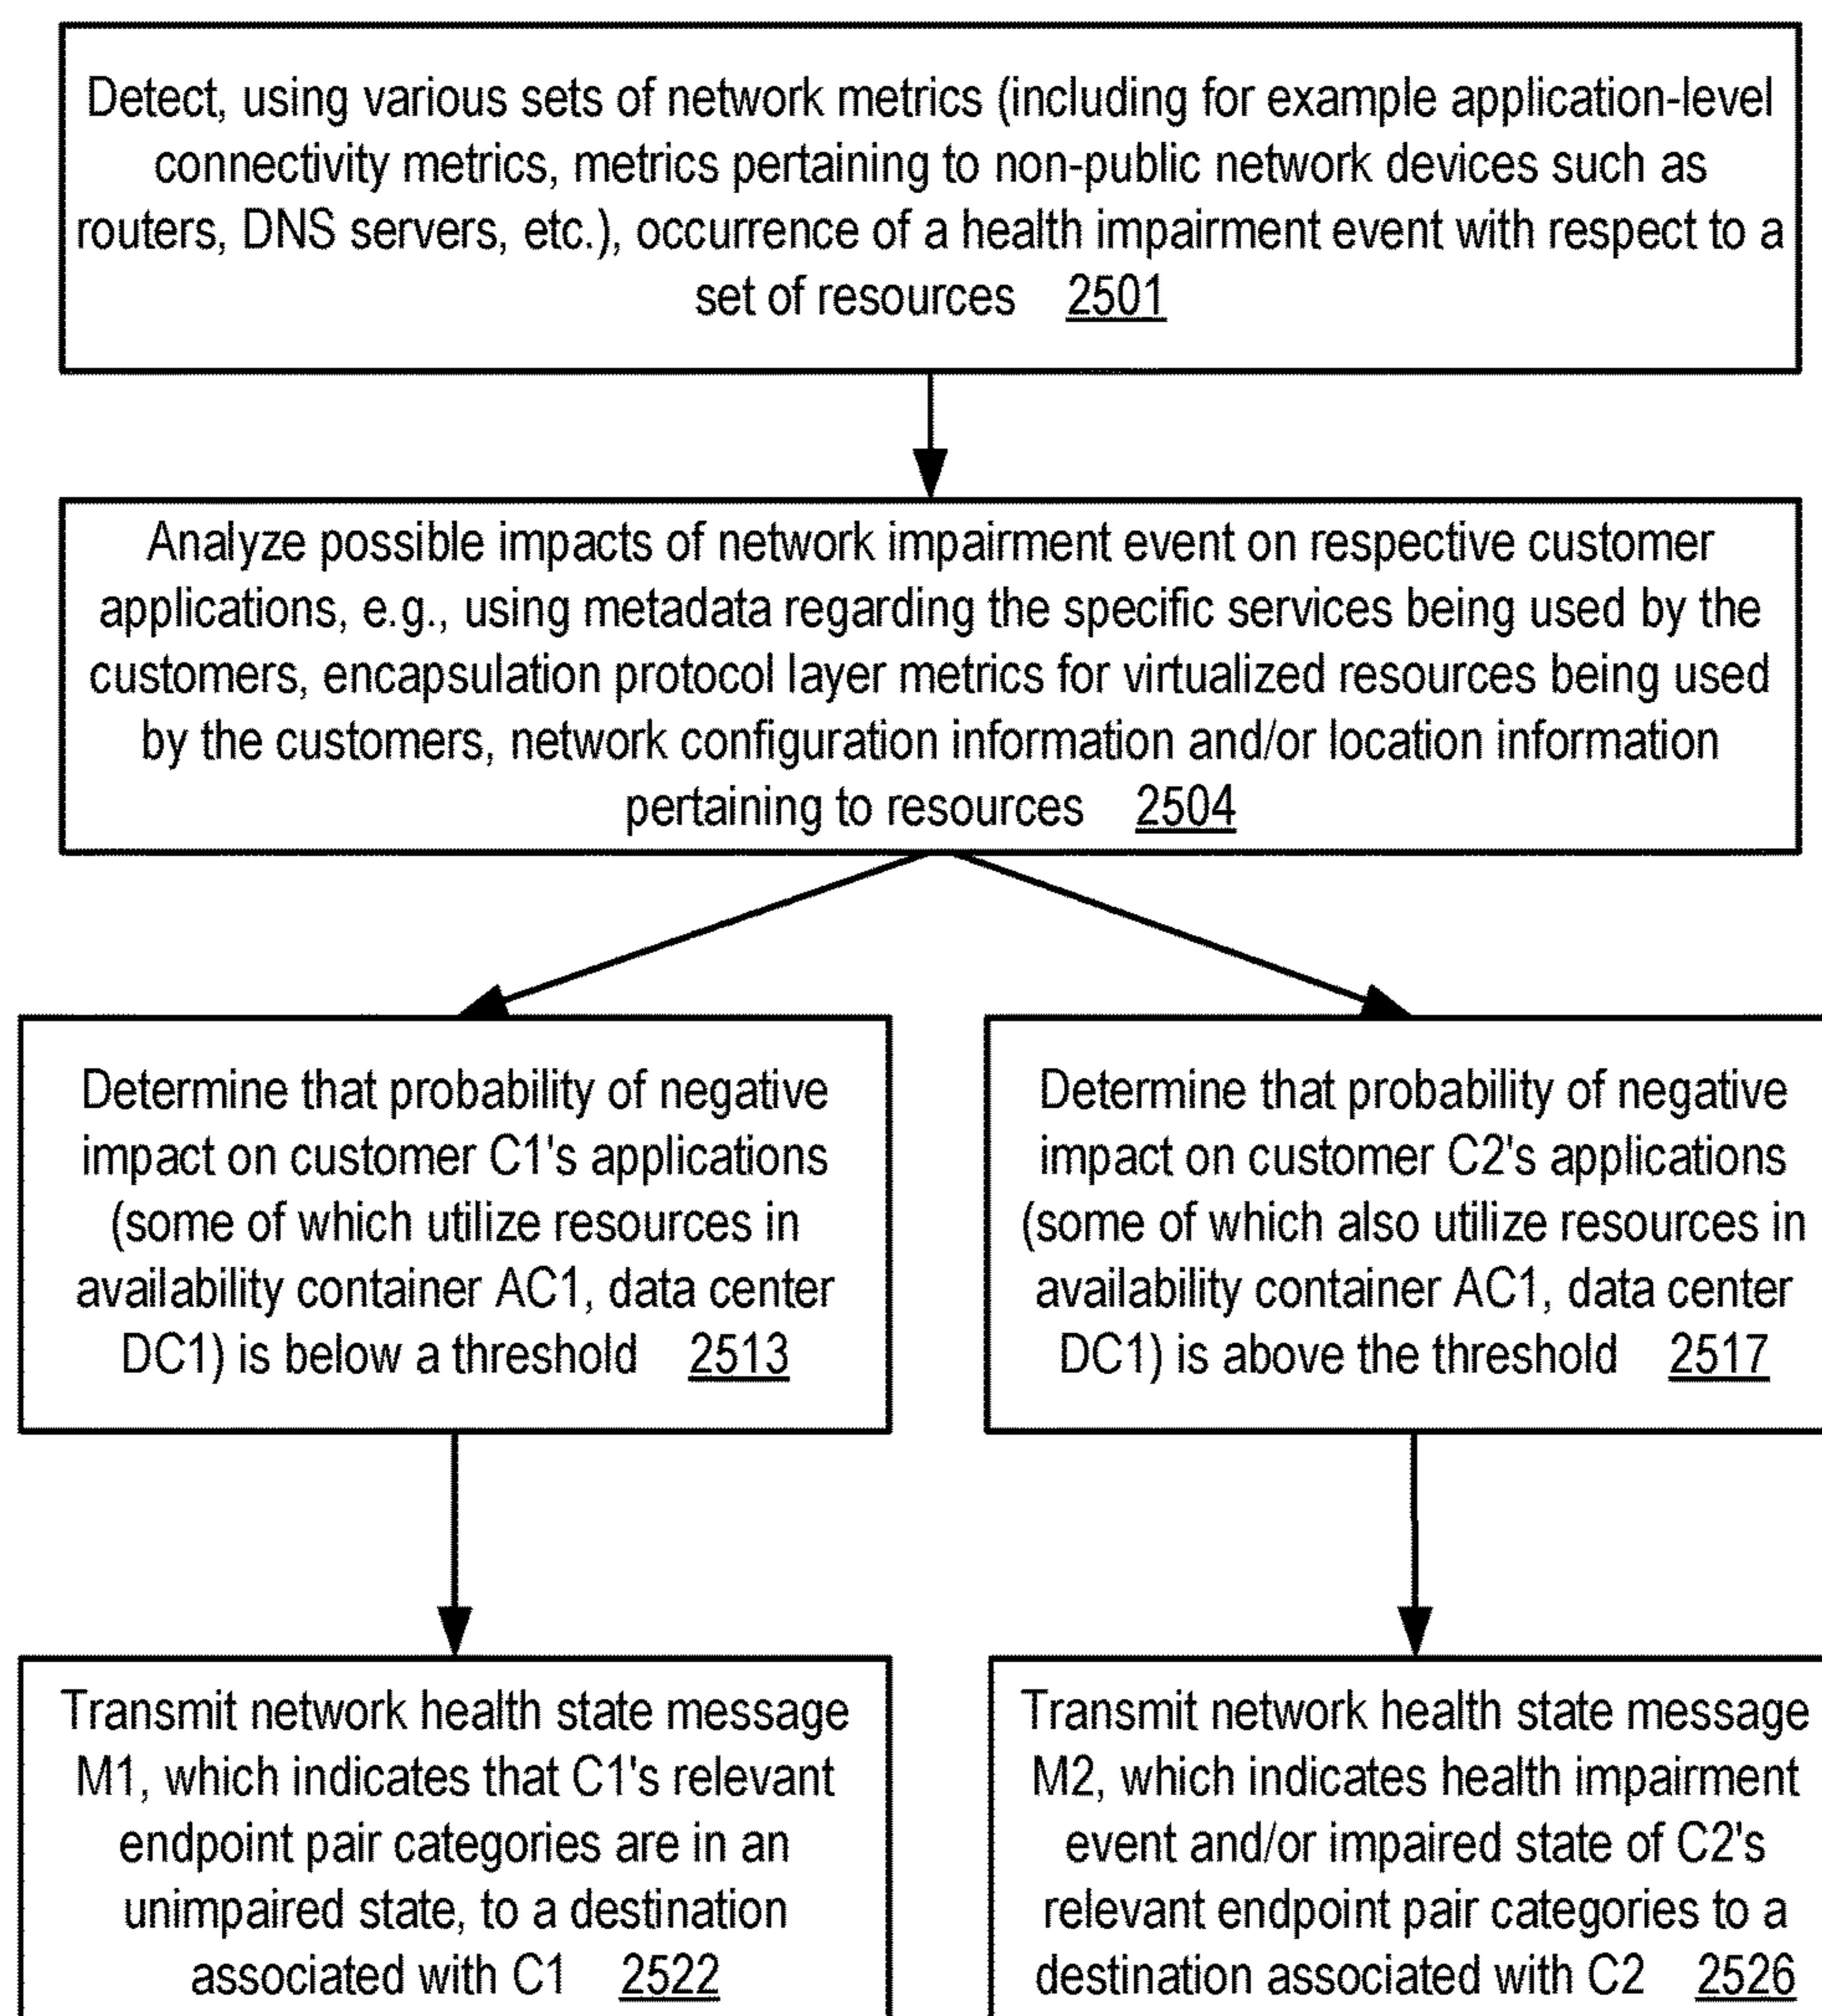 Detect, using various sets of network metrics (including for example application-level
connectivity metrics, metrics pertaining to non-public network devices such as
routers, DNS servers, etc.), occurrence of a health impairment event with respect to a
set of resources 2501
Analyze possible impacts of network impairment event on respective customer
applications, e.g., using metadata regarding the specific services being used by the
customers, encapsulation protocol layer metrics for virtualized resources being used
by the customers, network configuration information and/or location information
pertaining to resources 2504
Determine that probability of negative
impact on customer C1's applications
(some of which utilize resources in
availability container AC1, data center
DC1) is below a threshold 2513
Determine that probability of negative
impact on customer C2's applications
(some of which also utilize resources in
availability container AC1, data center
DC1) is above the threshold 2517
Transmit network health state message
M1, which indicates that C1's relevant
endpoint pair categories are in an
unimpaired state, to a destination
associated with C1 2522
Transmit network health state message
M2, which indicates health impairment
event and/or impaired state of C2's
relevant endpoint pair categories to a
destination associated with C2 2526